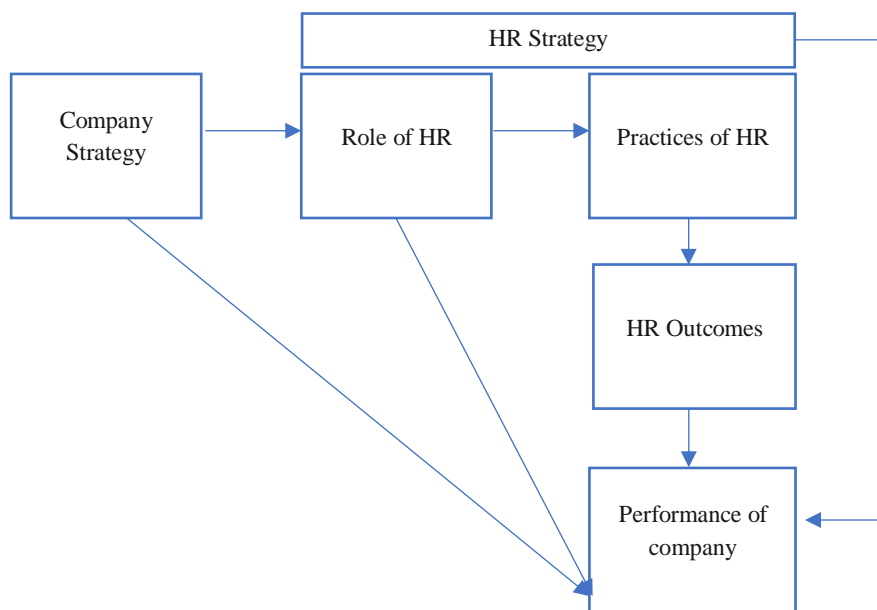 HR Strategy
Company
Strategy
Role of HR
Practices of HR
HR Outcomes
Performance of
company